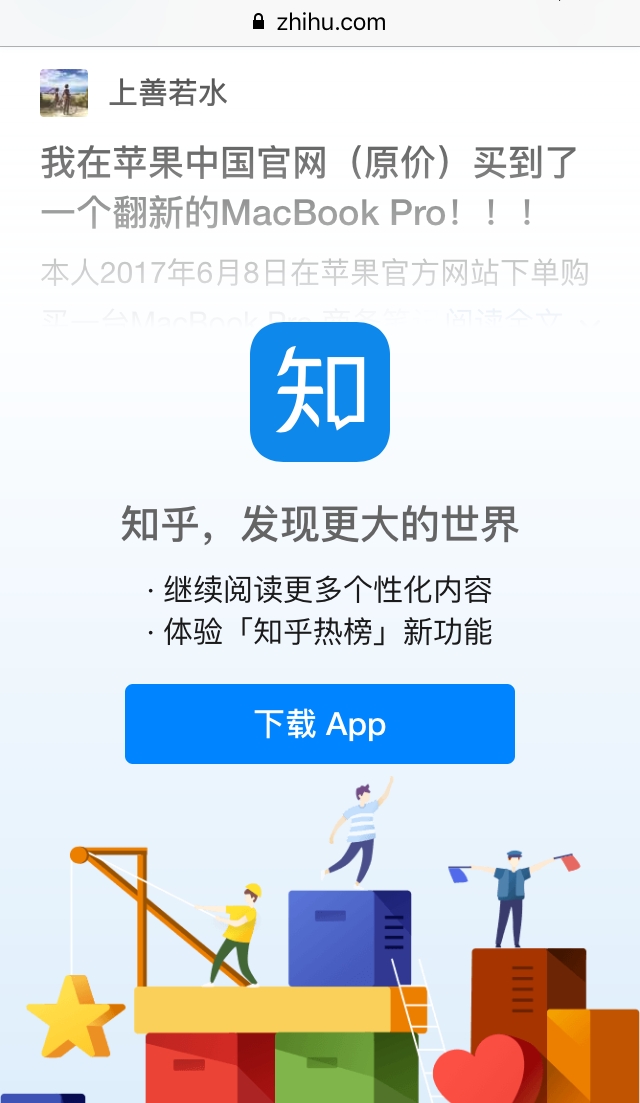 zhihu.com
上善若水
我在苹果中国官网（原价）买到了
一个翻新的MacBook Pro！！！
本人2017年6月8日在苹果官方网站下单购
买一台MacBook Pro
知
知乎，发现更大的世界
· 继续阅读更多个性化内容
· 体验「知乎热榜」新功能
下载 App